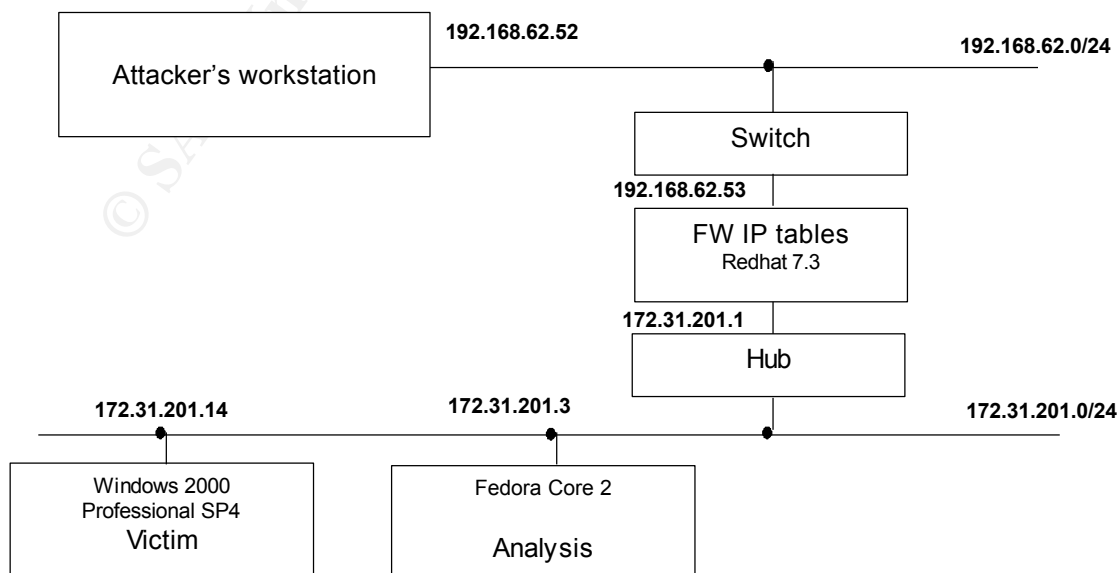 192.168.62.52
192.168.62.0/24
Attacker’s workstation
Switch
192.168.62.53
FW IP tables
Redhat 7.3
172.31.201.1
Hub
172.31.201.14
172.31.201.3
172.31.201.0/24
Windows 2000
Professional SP4
Victim
Fedora Core 2
Analysis